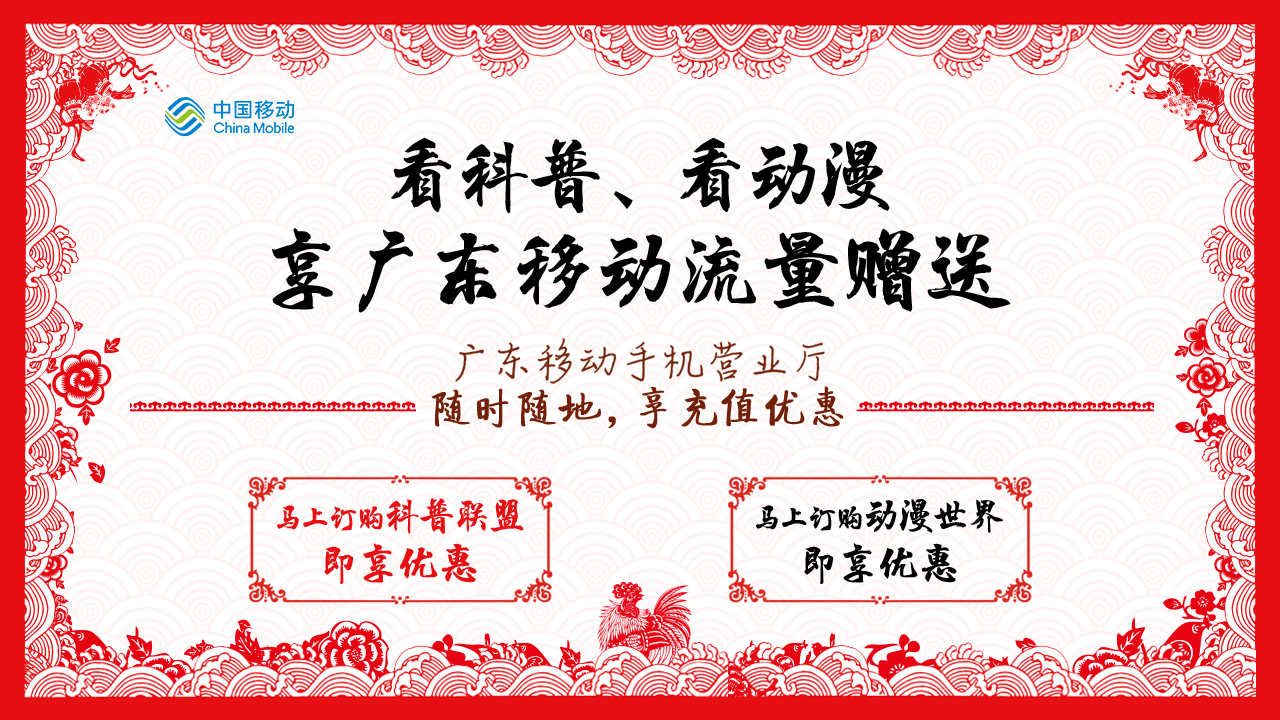 中国移动
China Mobile
看科普、看动漫
享广东移动流量赠送
广东移动手机营业厅
随时随地，享充值优惠
马上订购科普联盟
即享优惠
马上订购动漫世界
即享优惠